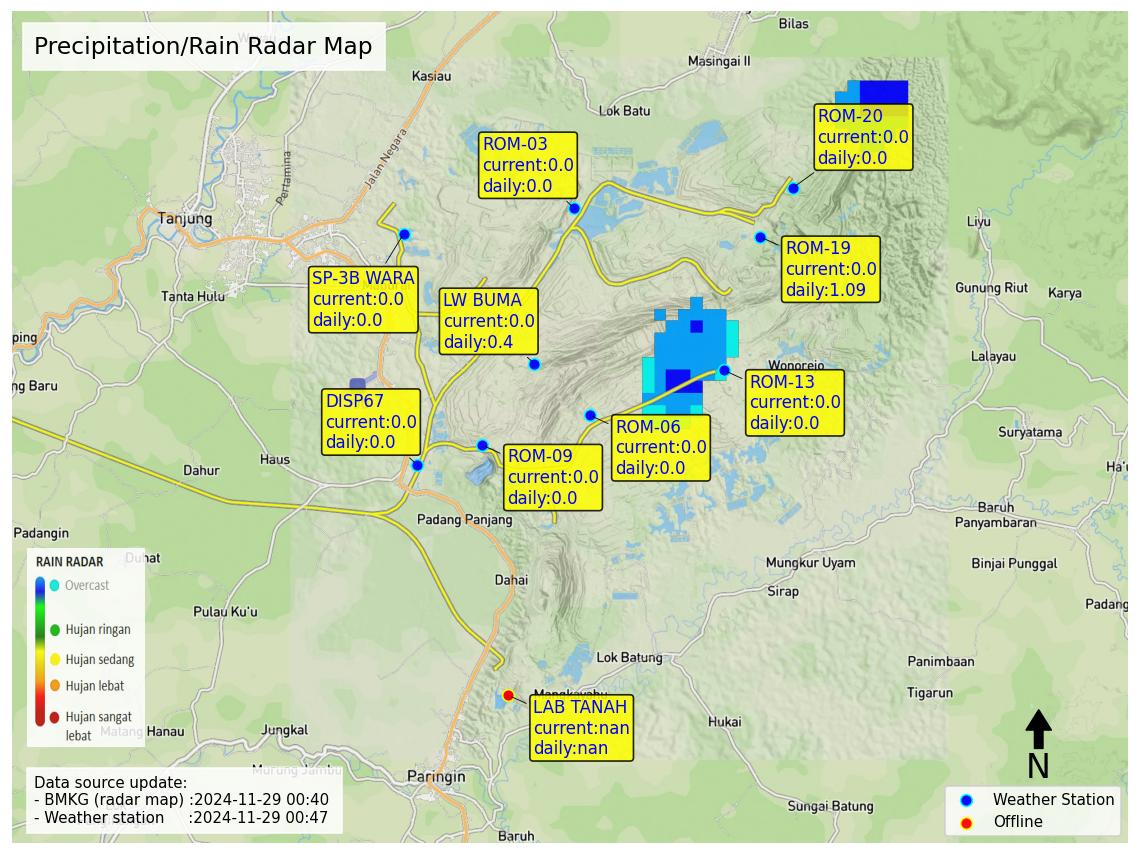 Precipitation/Rain Radar Map
Bilas
Masingai II
Kasiau
Lok Batu
Jalan Negara
Pertamina
Tanjung
Tanta Hulu
ROM-20
current:0.0
daily:0.0
ROM-03
current:0.0
daily:0.0
ROM-19
current:0.0
daily:1.09
SP-3B WARA
current:0.0
daily:0.0
LW BUMA
current:0.0
daily:0.4
Liyu
Gunung Riut
Karya
Lalayau
Wonorejo
ping
ng Baru
ROM-13
current:0.0
daily:0.0
DISP67
current:0.0
daily:0.0
ROM-06
current:0.0
daily:0.0
ROM-09
current:0.0
daily:0.0
Suryatama
Ha'u
Haus
Dahur
Baruh
Panyambaran
Padang Panjang
Padangin
Duhat
Binjai Punggal
Mungkur Uyam
Dahai
Sirap
Padang
Pulau Ku'u
RAIN RADAR
Overcast
Hujan ringan
Hujan sedang
Hujan lebat
Hujan sangat
lebat
Lok Batung
Panimbaan
Tigarun
Mangkayahu
LAB TANAH
current:nan
daily:nan
Hukai
Matang Hanau
Jungkal
Murung Jambu
Paringin
Sungai Batung
Baruh
N
Data source update:
- BMKG (radar map) :2024-11-29 00:40
- Weather station :2024-11-29 00:47
Weather Station
Offline